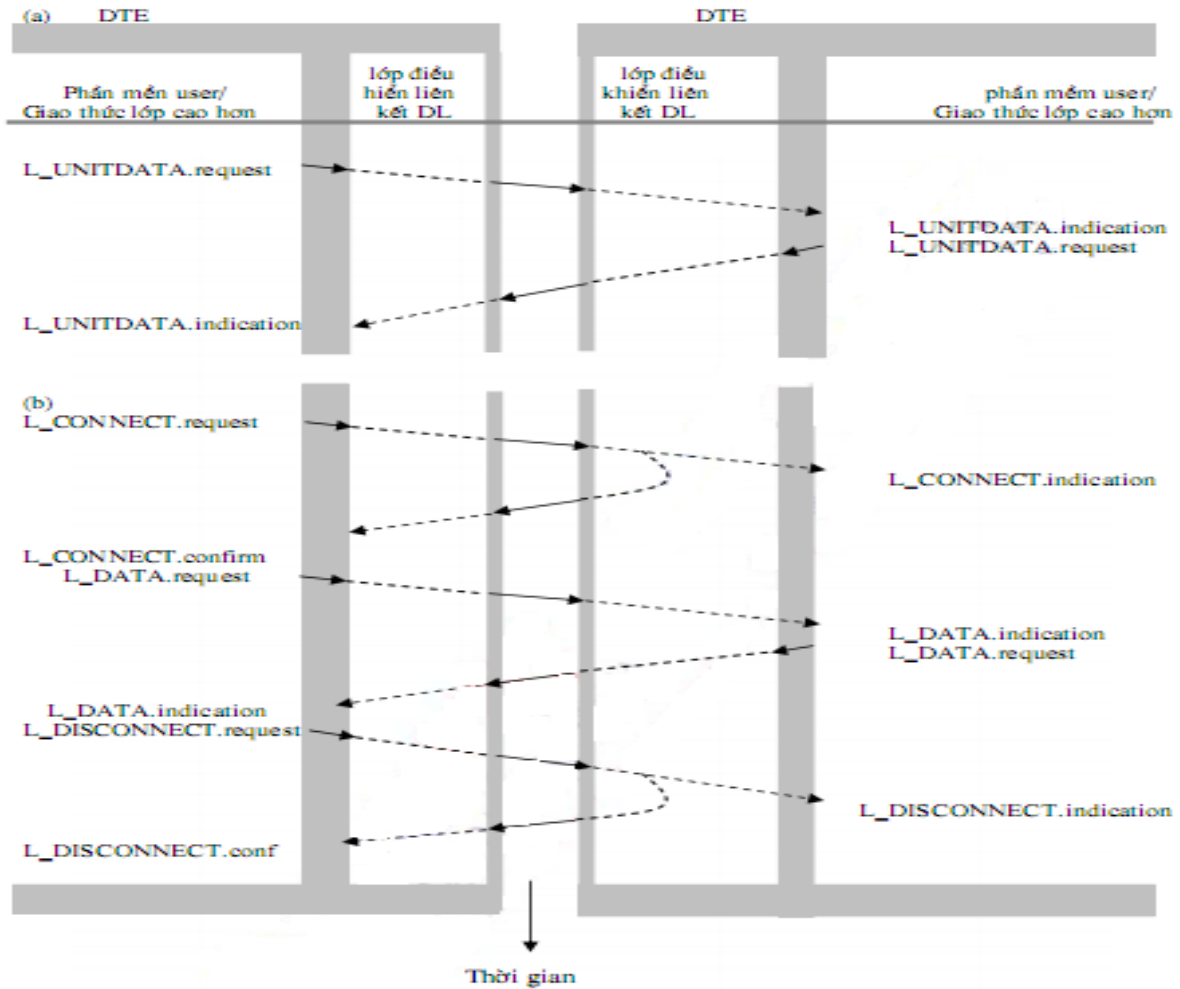 (a) DTE DTE
Phần mền user/
Giao thức lớp cao hơn
lớp điều
hiển liên
kết DL
lớp điều
khiển liên
kết DL
phần mềm user/
Giao thức lớp cao hơn
L_UNITDATA.request
L_UNITDATA.indication
L_UNITDATA.request
L_UNITDATA.indication
(b)
L_CONNECT.request
L_CONNECT.indication
L_CONNECT.confirm
L_DATA.request
L_DATA.indication
L_DATA.request
L_DATA.indication
L_DISCONNECT.request
L_DISCONNECT.indication
L_DISCONNECT.conf
Thời gian